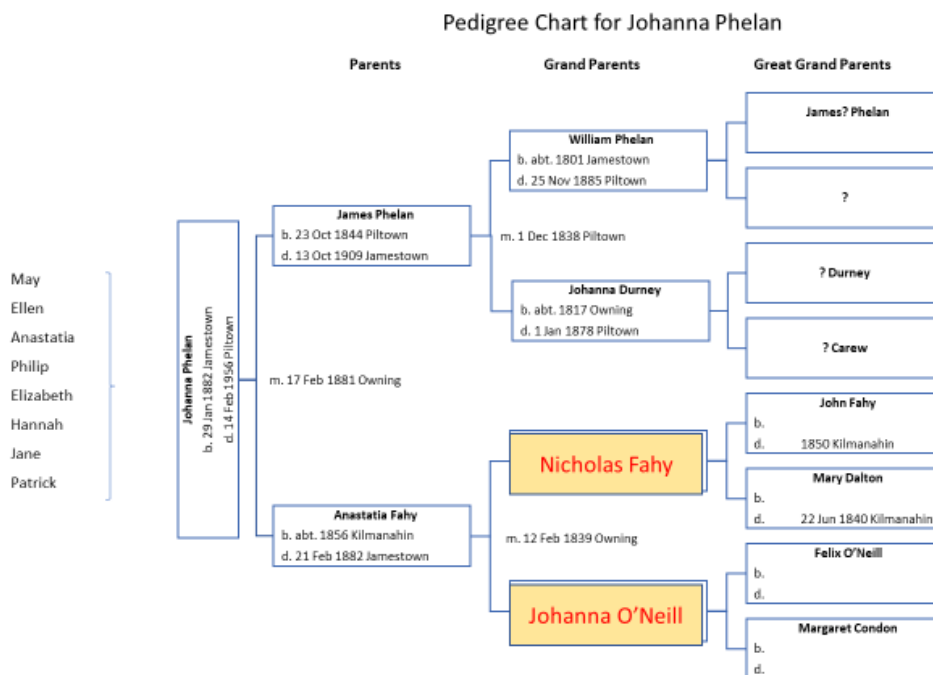 Pedigree Chart for Johanna Phelan
Parents
Grand Parents
Great Grand Parents
May
Ellen
Anastatia
Philip
Elizabeth
Hannah
Jane
Patrick
Johanna Phelan
b. 29 Jan 1882 Jamestown
d. 14 Feb 1956 Piltown
James Phelan
b. 23 Oct 1844 Piltown
d. 13 Oct 1909 Jamestown
m. 17 Feb 1881 Owning
Anastatia Fahy
b. abt. 1856 Kilmanahin
d. 21 Feb 1882 Jamestown
William Phelan
b. abt. 1801 Jamestown
d. 25 Nov 1885 Piltown
m. 1 Dec 1838 Piltown
Johanna Durney
b. abt. 1817 Owning
d. 1 Jan 1878 Piltown
Nicholas Fahy
m. 12 Feb 1839 Owning
Johanna O’Neill
James? Phelan
?
? Durney
? Carew
John Fahy
b.
d. 1850 Kilmanahin
Mary Dalton
b.
d. 22 Jun 1840 Kilmanahin
Felix O’Neill
b.
d.
Margaret Condon
b.
d.